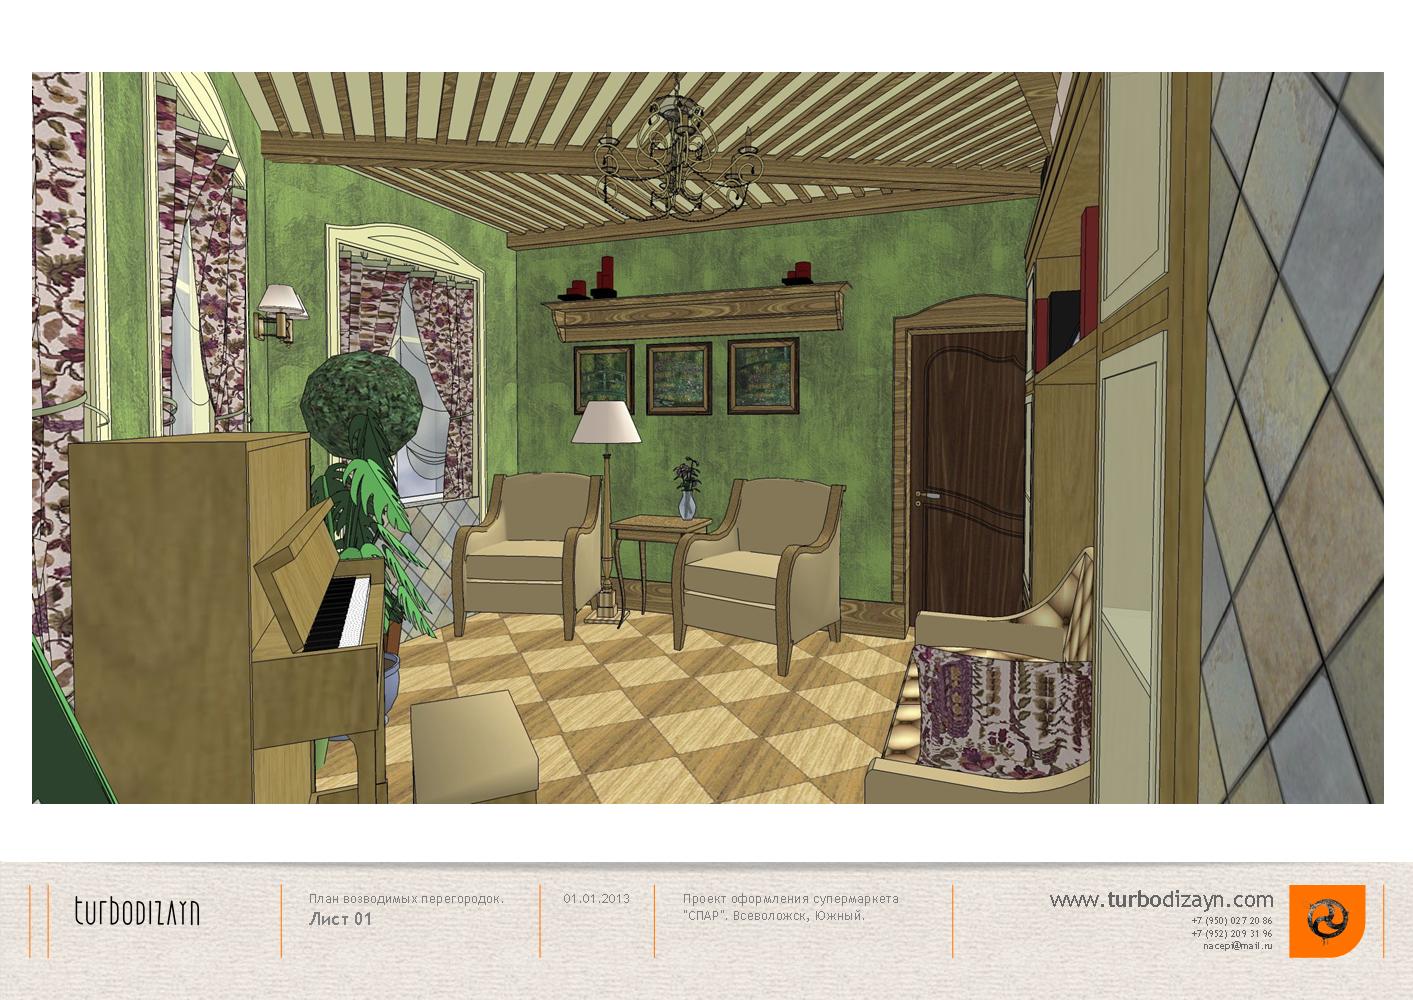 turbodizayn
План возводимых перегородок.
Лист 01
01.01.2013
Проект оформления супермаркета
"СПАР". Всеволожск, Южный.
www.turbodizayn.com
+7 (950) 027 20 86
+7 (952) 209 31 96
nacepi@mail.ru